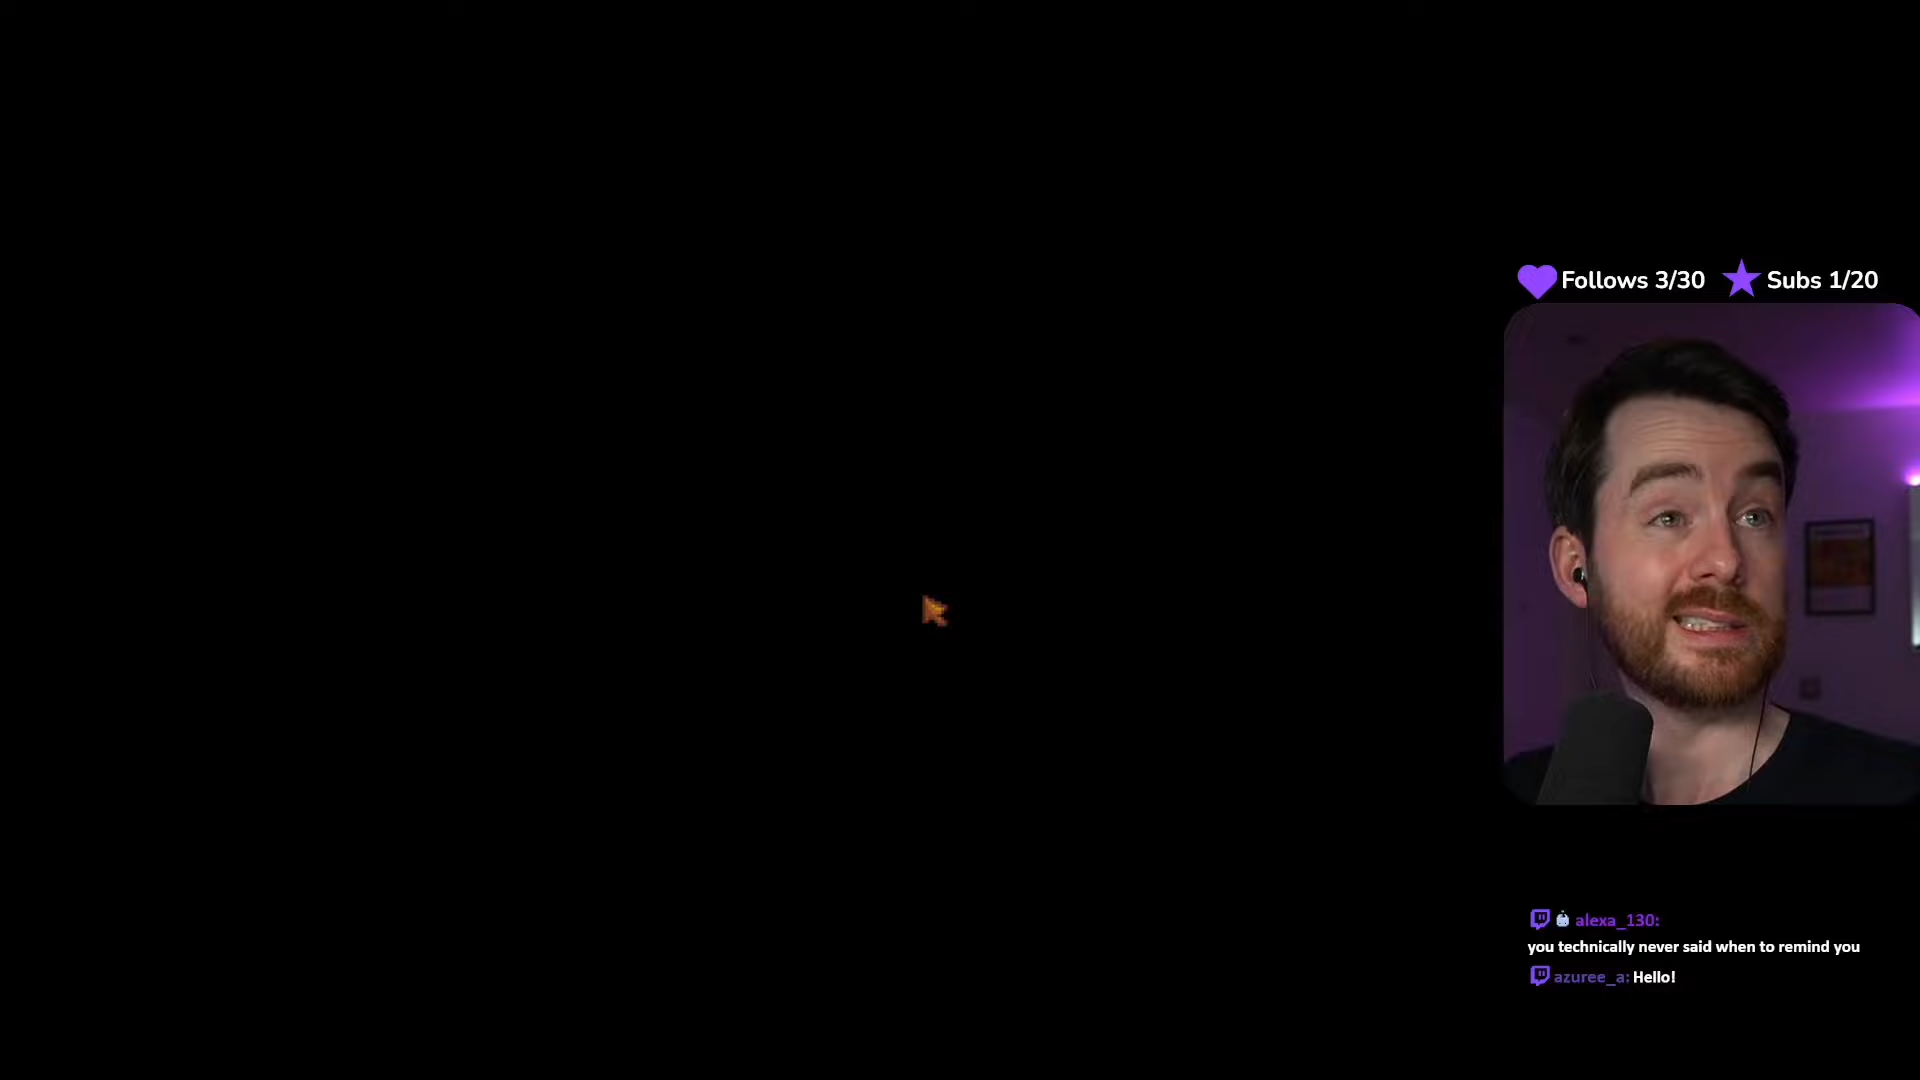 Follows 3/30 Subs 1/20
alexa_130:
you technically never said when to remind you
azuree_a: Hello!